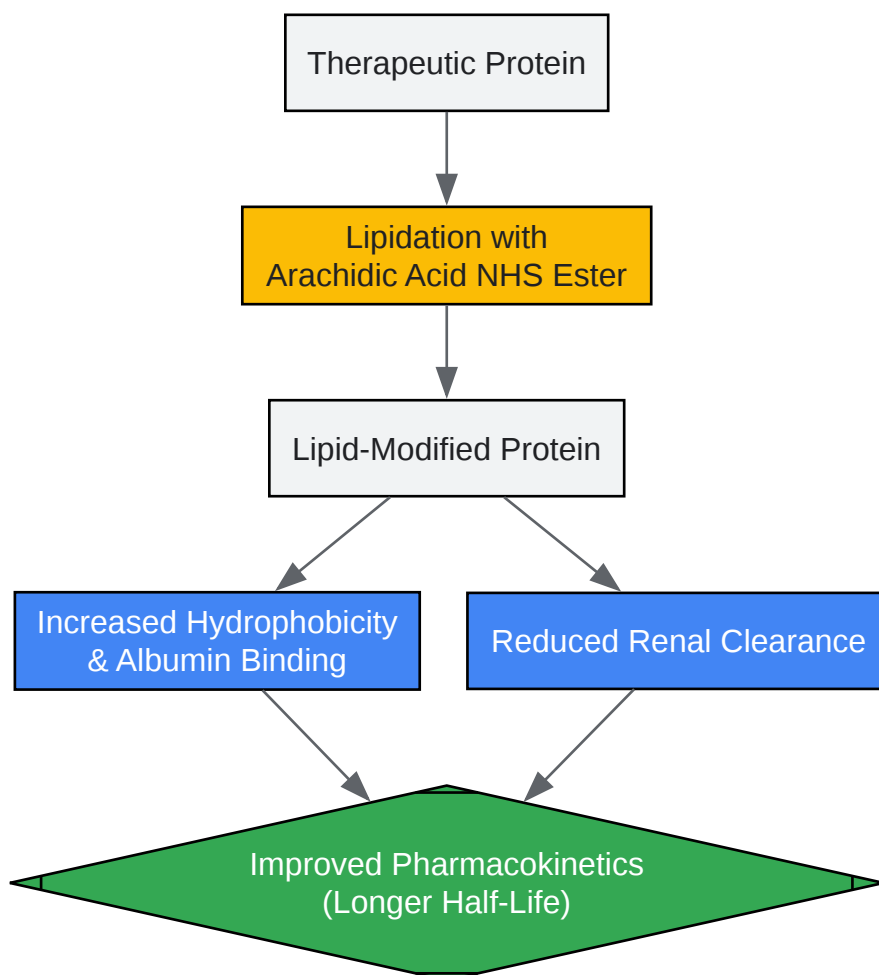 Therapeutic Protein
Lipidation with
Arachidic Acid NHS Ester
Lipid-Modified Protein
Increased Hydrophobicity
& Albumin Binding
Reduced Renal Clearance
Improved Pharmacokinetics
(Longer Half-Life)